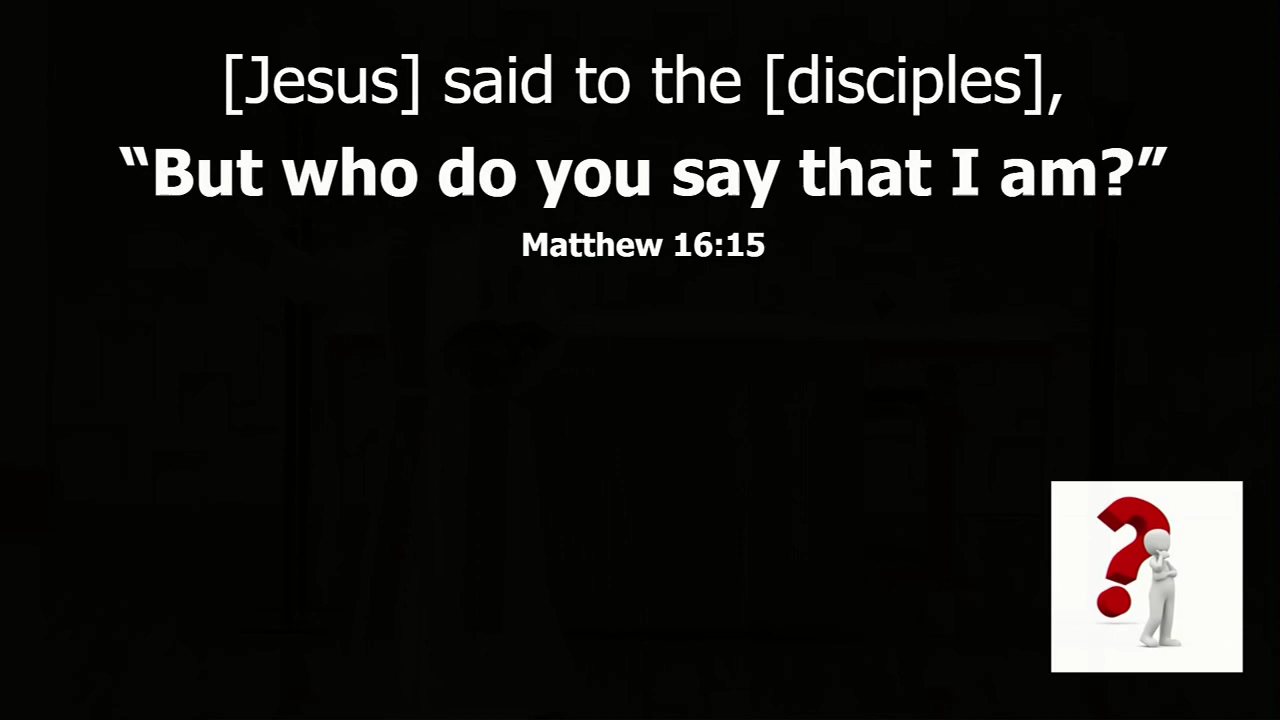 [Jesus] said to the [disciples],
“But who do you say that I am?”
Matthew 16:15